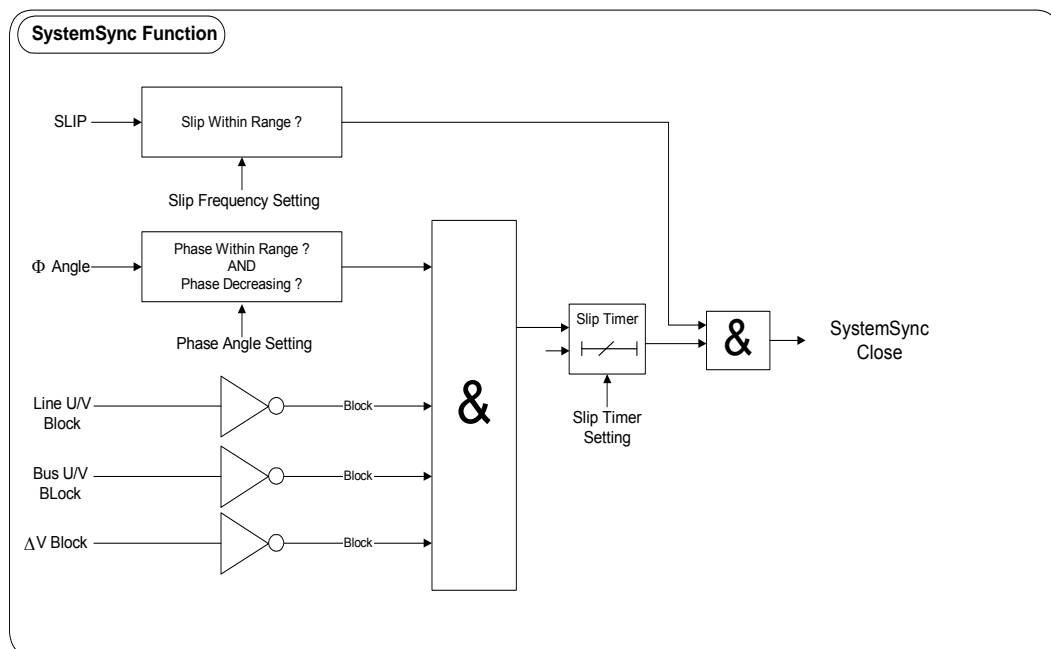 SystemSync Function
SLIP
Slip Within Range ?
Slip Frequency Setting
Φ Angle
Phase Within Range ?
AND
Phase Decreasing ?
Phase Angle Setting
Line U/V
Block
Block
Bus U/V
BLock
Block
ΔV Block
Block
&
Slip Timer
Slip Timer
Setting
&
SystemSync
Close